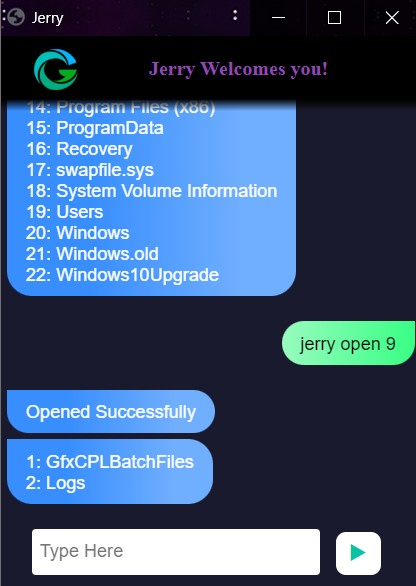 Jerry
Jerry Welcomes you!
14: Program Files (x86)
15: ProgramData
16: Recovery
17: swapfile.sys
18: System Volume Information
19: Users
20: Windows
21: Windows.old
22: Windows10Upgrade
jerry open 9
Opened Successfully
1: GfxCPLBatchFiles
2: Logs
Type Here